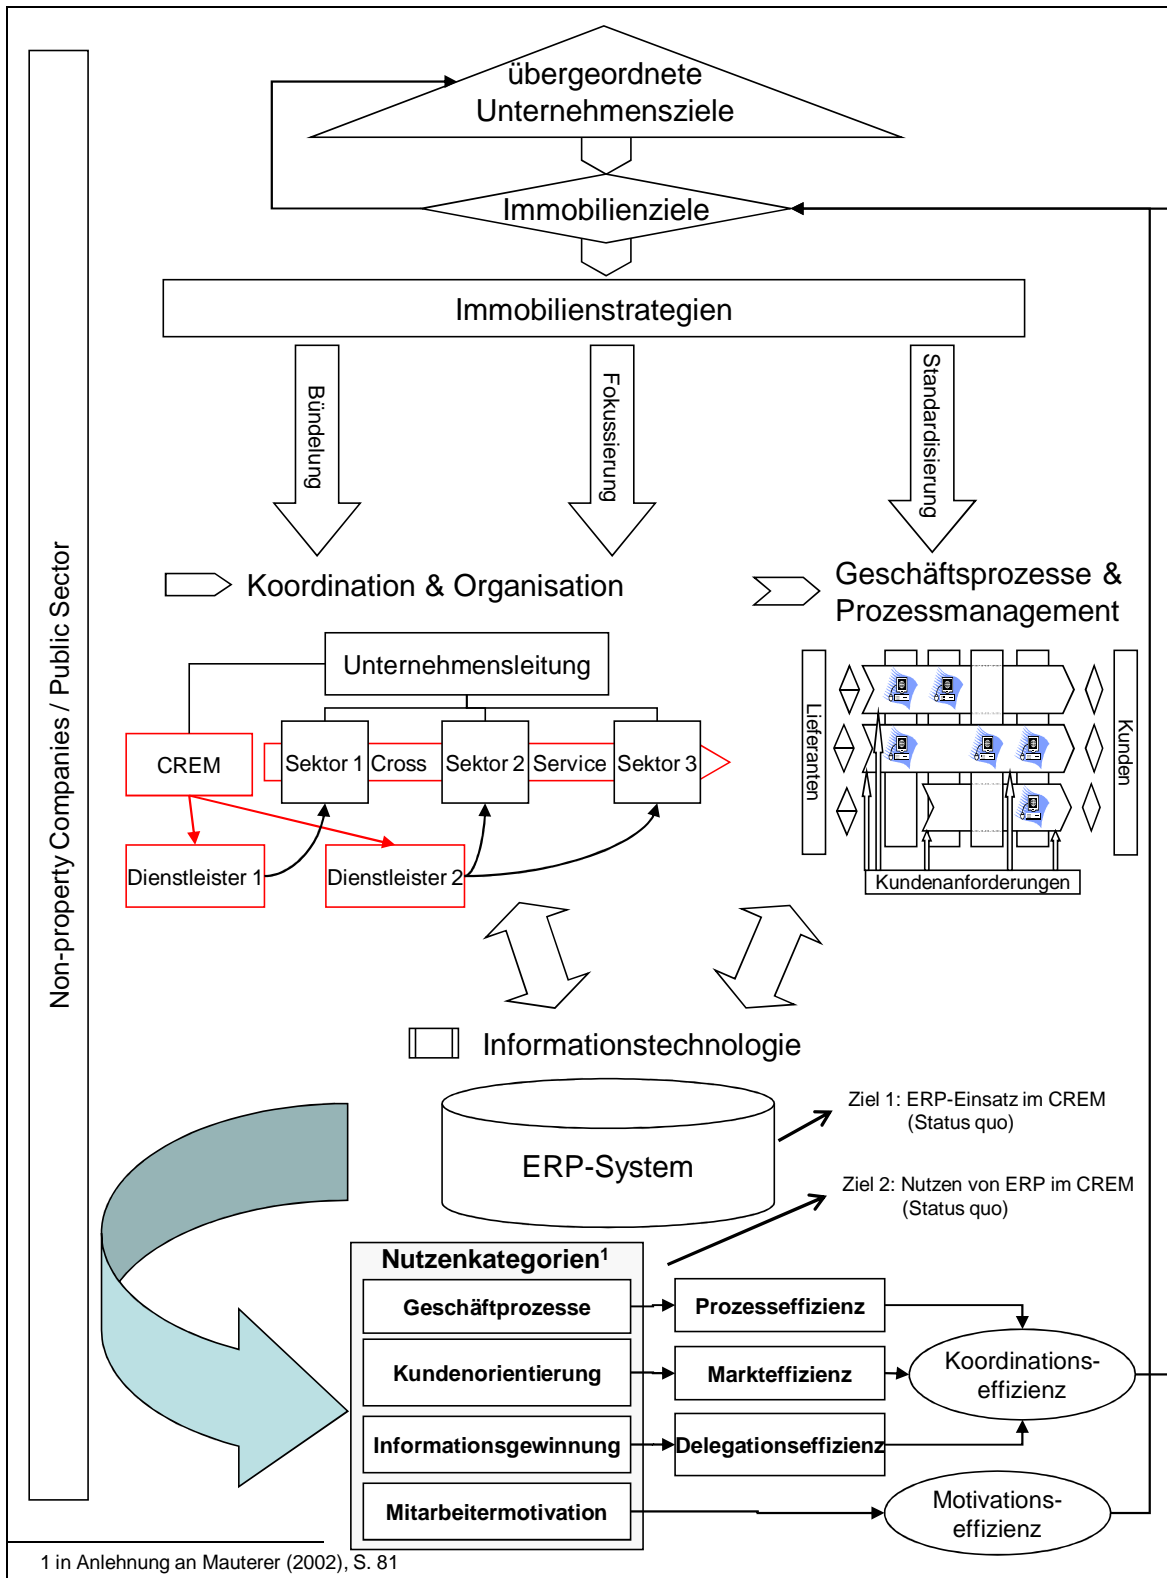 übergeordnete
Unternehmensziele
Immobilienziele
Immobilienstrategien
Bündelung
Fokussierung
Standardisierung
Non-property Companies / Public Sector
Koordination & Organisation
Geschäftsprozesse &
Prozessmanagement
Unternehmensleitung
CREM
Sektor 1
Cross
Sektor 2
Service
Sektor 3
Dienstleister 1
Dienstleister 2
Lieferanten
Kunden
Kundenanforderungen
Informationstechnologie
ERP-System
Ziel 1: ERP-Einsatz im CREM
(Status quo)
Ziel 2: Nutzen von ERP im CREM
(Status quo)
Nutzenkategorien¹
Geschäftprozesse
Prozesseffizienz
Kundenorientierung
Markteffizienz
Koordinations-
effizienz
Informationsgewinnung
Delegationseffizienz
Mitarbeitermotivation
Motivations-
effizienz
1 in Anlehnung an Mauterer (2002), S. 81